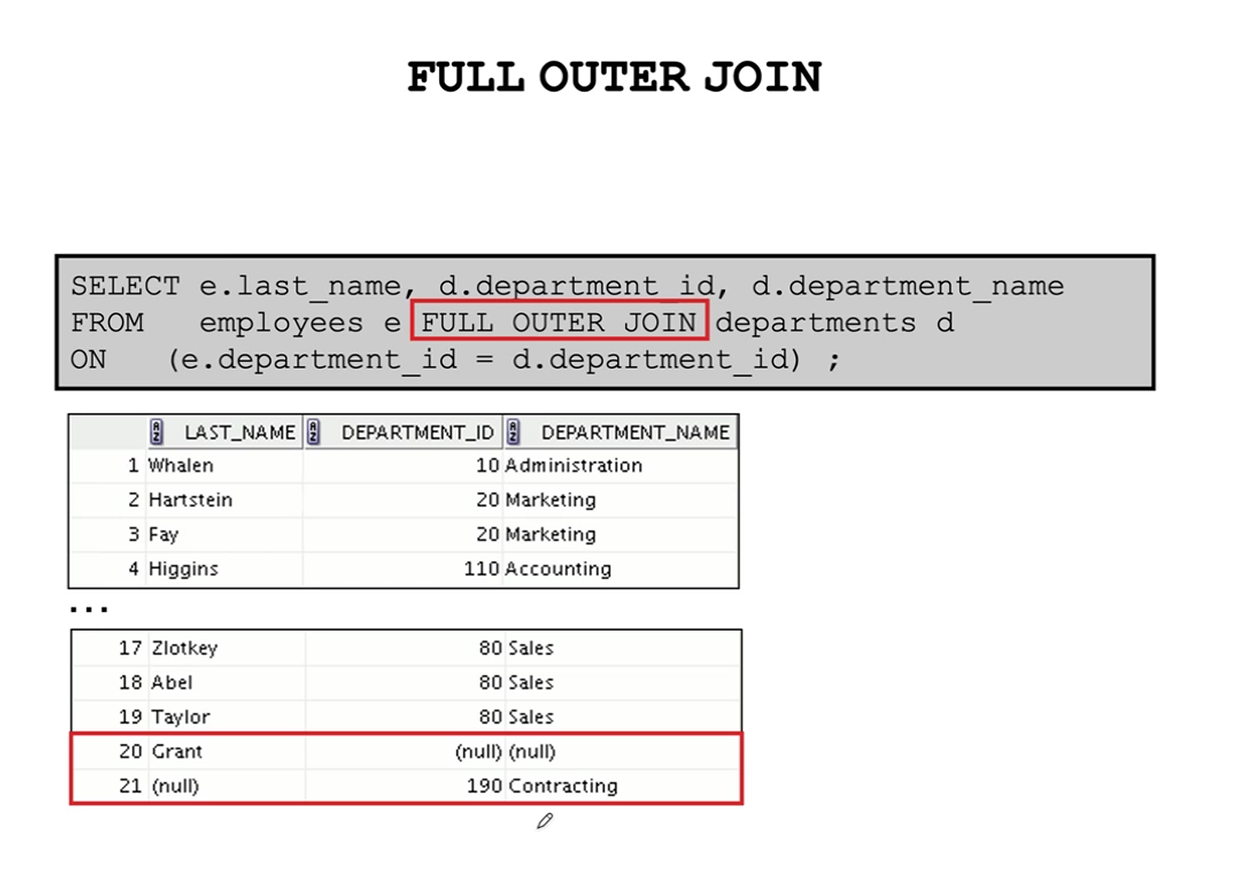 FULL OUTER JOIN
SELECT e.last_name, d.department_id, d.department_name
FROM employees e FULL OUTER JOIN departments d
ON (e.department_id = d.department_id) ;
LAST_NAME DEPARTMENT_ID DEPARTMENT_NAME
1 Whalen 10 Administration
2 Hartstein 20 Marketing
3 Fay 20 Marketing
4 Higgins 110 Accounting
...
17 Zlotkey 80 Sales
18 Abel 80 Sales
19 Taylor 80 Sales
20 Grant (null) (null)
21 (null) 190 Contracting